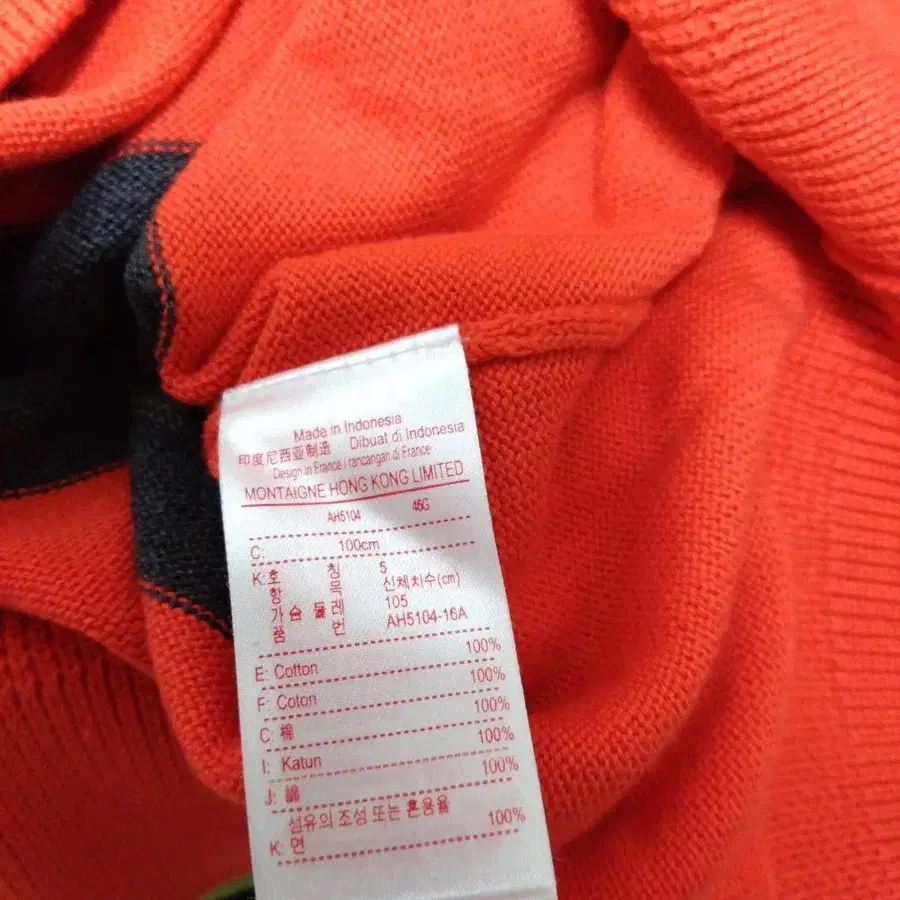 Made in Indonesia
印度尼西亚制造 Dibuat di Indonesia
Design in France / rancangan di France
MONTAIGNE HONG KONG LIMITED
AH5104 45G
C: 100cm
K: 호 칭 5
항 목 신체치수(cm)
가 슴 둘 레 105
품 번 AH5104-16A
E: Cotton 100%
F: Coton 100%
C: 棉 100%
I: Katun 100%
J: 綿 100%
섬유의 조성 또는 혼용율
K: 면 100%